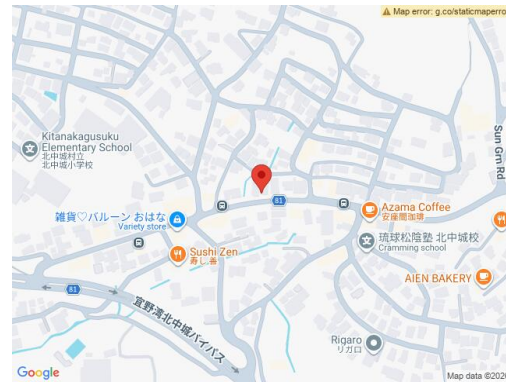 Map error: g.co/staticmaperro
Kitanakagusuku
Elementary School
北中城村立
北中城小学校
Sun Grn Rd
81
雑貨♡バルーン おはな
Variety store
Azama Coffee
安座間珈琲
Sushi Zen
寿し善
琉球松陰塾 北中城校
Cramming school
AIEN BAKERY
81
宜野湾北中城バイパス
Rigaro
リガロ
Google
Map data ©2026